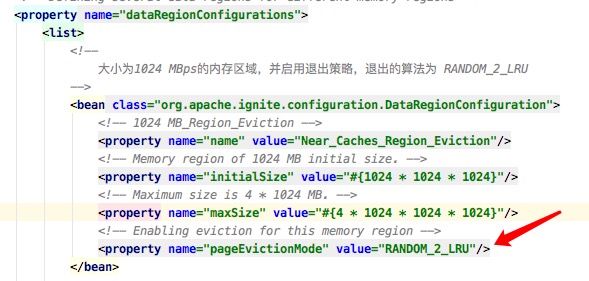 <property name="dataRegionConfigurations">
<list>
<!--
大小为1024 MBps的内存区域，并启用退出策略，退出的算法为 RANDOM_2_LRU
-->
<bean class="org.apache.ignite.configuration.DataRegionConfiguration">
<!-- 1024 MB_Region_Eviction -->
<property name="name" value="Near_Caches_Region_Eviction"/>
<!-- Memory region of 1024 MB initial size. -->
<property name="initialSize" value="#{1024 * 1024 * 1024}"/>
<!-- Maximum size is 4 * 1024 MB. -->
<property name="maxSize" value="#{4 * 1024 * 1024 * 1024}"/>
<!-- Enabling eviction for this memory region -->
<property name="pageEvictionMode" value="RANDOM_2_LRU"/>
</bean>